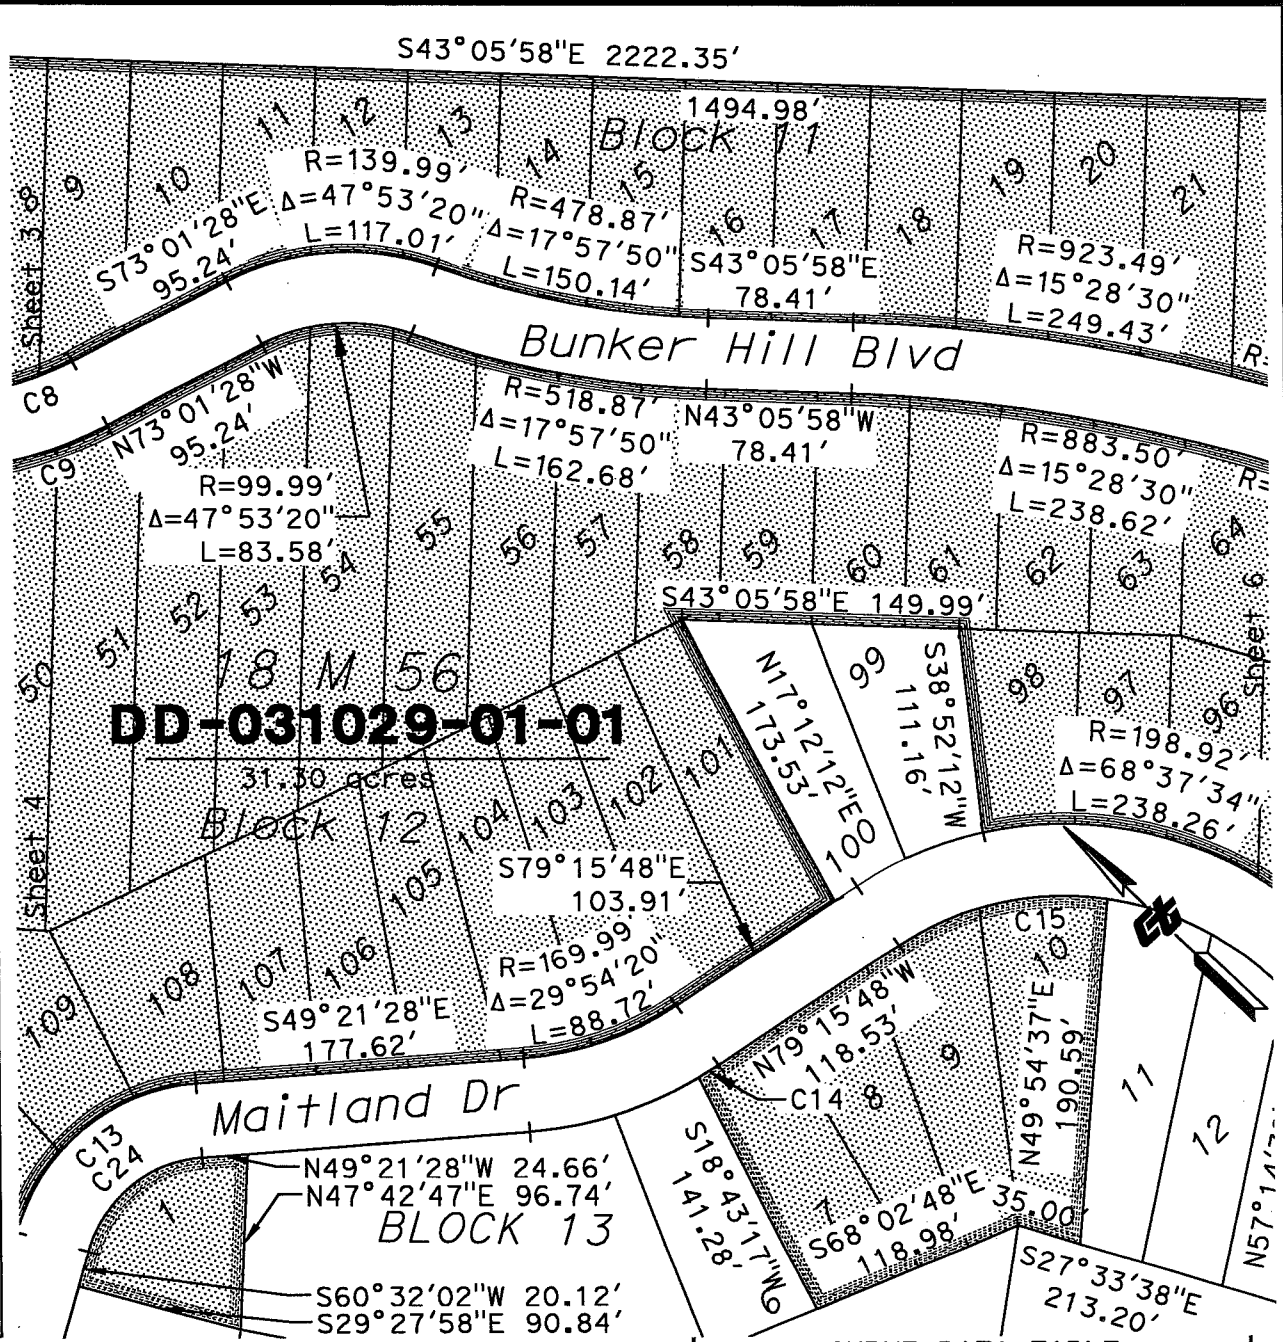 S43°05'58"E 2222.35'
1494.98'
Block 11
8
9
10
11
12
13
14
15
16
17
18
19
20
21
Sheet 3
S73°01'28"E
95.24'
R=139.99'
Δ=47°53'20"
L=117.01'
R=478.87'
Δ=17°57'50"
L=150.14'
S43°05'58"E
78.41'
R=923.49'
Δ=15°28'30"
L=249.43'
R=
Bunker Hill Blvd
C8
C9
N73°01'28"W
95.24'
R=99.99'
Δ=47°53'20"
L=83.58'
R=518.87'
Δ=17°57'50"
L=162.68'
N43°05'58"W
78.41'
R=883.50'
Δ=15°28'30"
L=238.62'
R=
50
51
52
53
54
55
56
57
58
59
60
61
62
63
64
Sheet 6
S43°05'58"E 149.99'
18 M 56
DD-031029-01-01
31.30 acres
Block 12
Sheet 4
N17°12'12"E
173.53'
100
99
S38°52'12"W
111.16'
98
97
96
R=198.92'
Δ=68°37'34"
L=238.26'
101
102
103
104
105
106
107
108
109
S79°15'48"E
103.91'
R=169.99'
Δ=29°54'20"
L=88.72'
S49°21'28"E
177.62'
Maitland Dr
C13
C24
N49°21'28"W 24.66'
N47°42'47"E 96.74'
BLOCK 13
1
S60°32'02"W 20.12'
S29°27'58"E 90.84'
N79°15'48"W
118.53'
C14
C15
10
9
8
7
6
N49°54'37"E
190.59'
S18°43'17"W
141.28'
S68°02'48"E
118.98'
35.00'
11
12
S27°33'38"E
213.20'